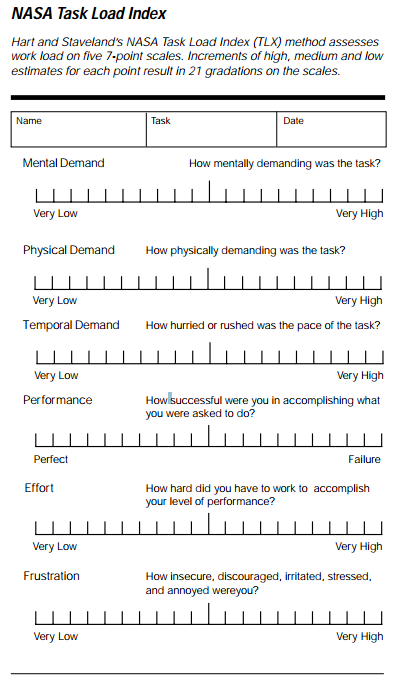 NASA Task Load Index
Hart and Staveland's NASA Task Load Index (TLX) method assesses
work load on five 7-point scales. Increments of high, medium and low
estimates for each point result in 21 gradations on the scales.
Name Task Date
Mental Demand How mentally demanding was the task?
Very Low Very High
Physical Demand How physically demanding was the task?
Very Low Very High
Temporal Demand How hurried or rushed was the pace of the task?
Very Low Very High
Performance How successful were you in accomplishing what
you were asked to do?
Perfect Failure
Effort How hard did you have to work to accomplish
your level of performance?
Very Low Very High
Frustration How insecure, discouraged, irritated, stressed,
and annoyed wereyou?
Very Low Very High